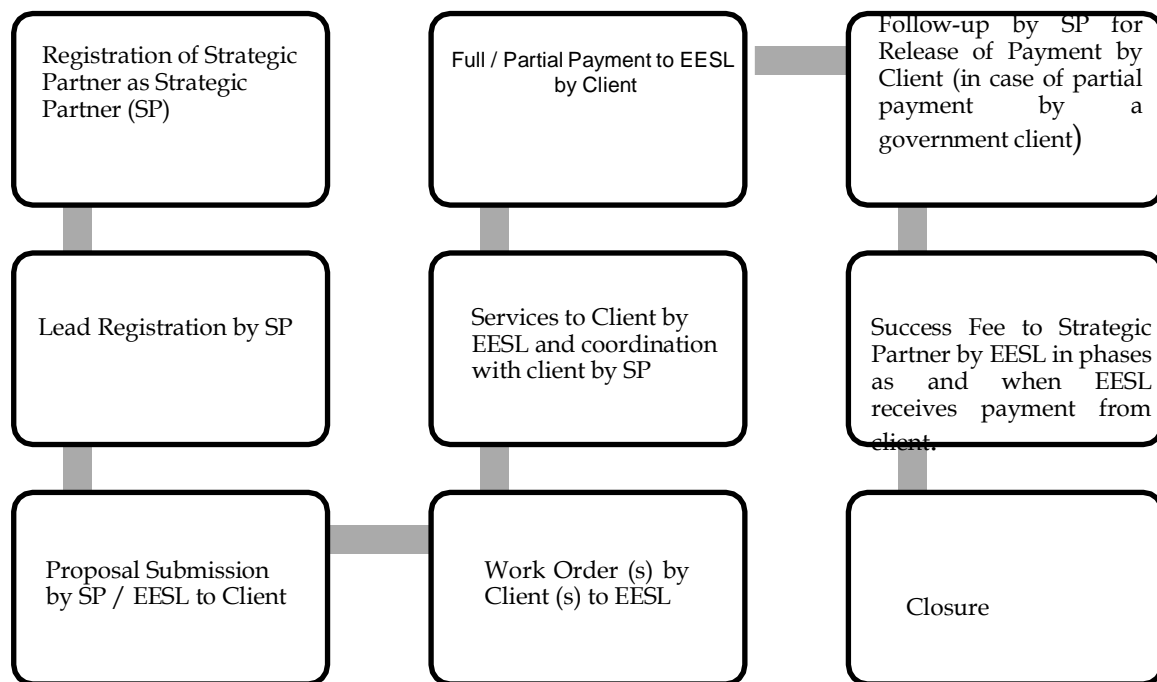 Registration of Strategic
Partner as Strategic
Partner (SP)
Lead Registration by SP
Proposal Submission
by SP / EESL to Client
Work Order (s) by
Client (s) to EESL
Services to Client by
EESL and coordination
with client by SP
Full / Partial Payment to EESL
by Client
Follow-up by SP for
Release of Payment by
Client (in case of partial
payment by a
government client)
Success Fee to Strategic
Partner by EESL in phases
as and when EESL
receives payment from
client.
Closure